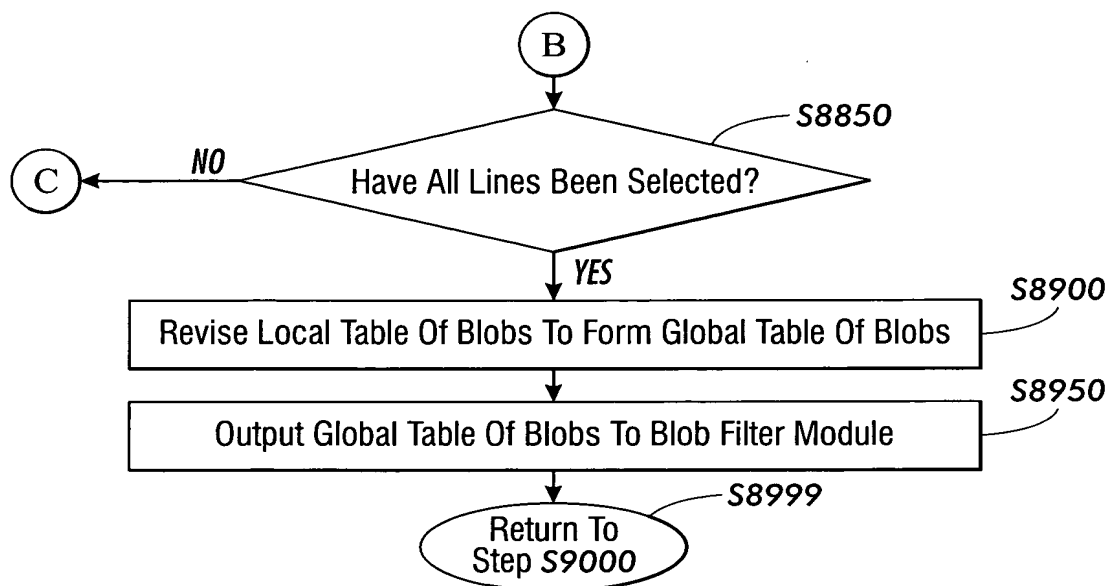 B
S8850
C
NO
Have All Lines Been Selected?
YES
S8900
Revise Local Table Of Blobs To Form Global Table Of Blobs
S8950
Output Global Table Of Blobs To Blob Filter Module
S8999
Return To
Step S9000